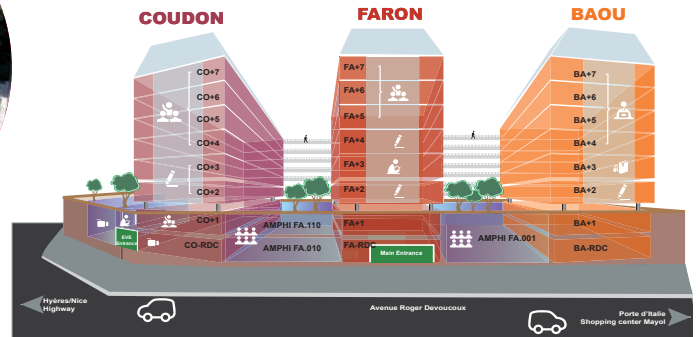 COUDON
FARON
BAOU
CO+7
CO+6
CO+5
CO+4
CO+3
CO+2
CO+1
CO-RDC
FA+7
FA+6
FA+5
FA+4
FA+3
FA+2
FA+1
FA-RDC
BA+7
BA+6
BA+5
BA+4
BA+3
BA+2
BA+1
BA-RDC
AMPHI FA.110
AMPHI FA.010
AMPHI FA.001
EVE
Entrance
Main Entrance
Hyères/Nice
Highway
Avenue Roger Devoucoux
Porte d'Italie
Shopping center Mayol